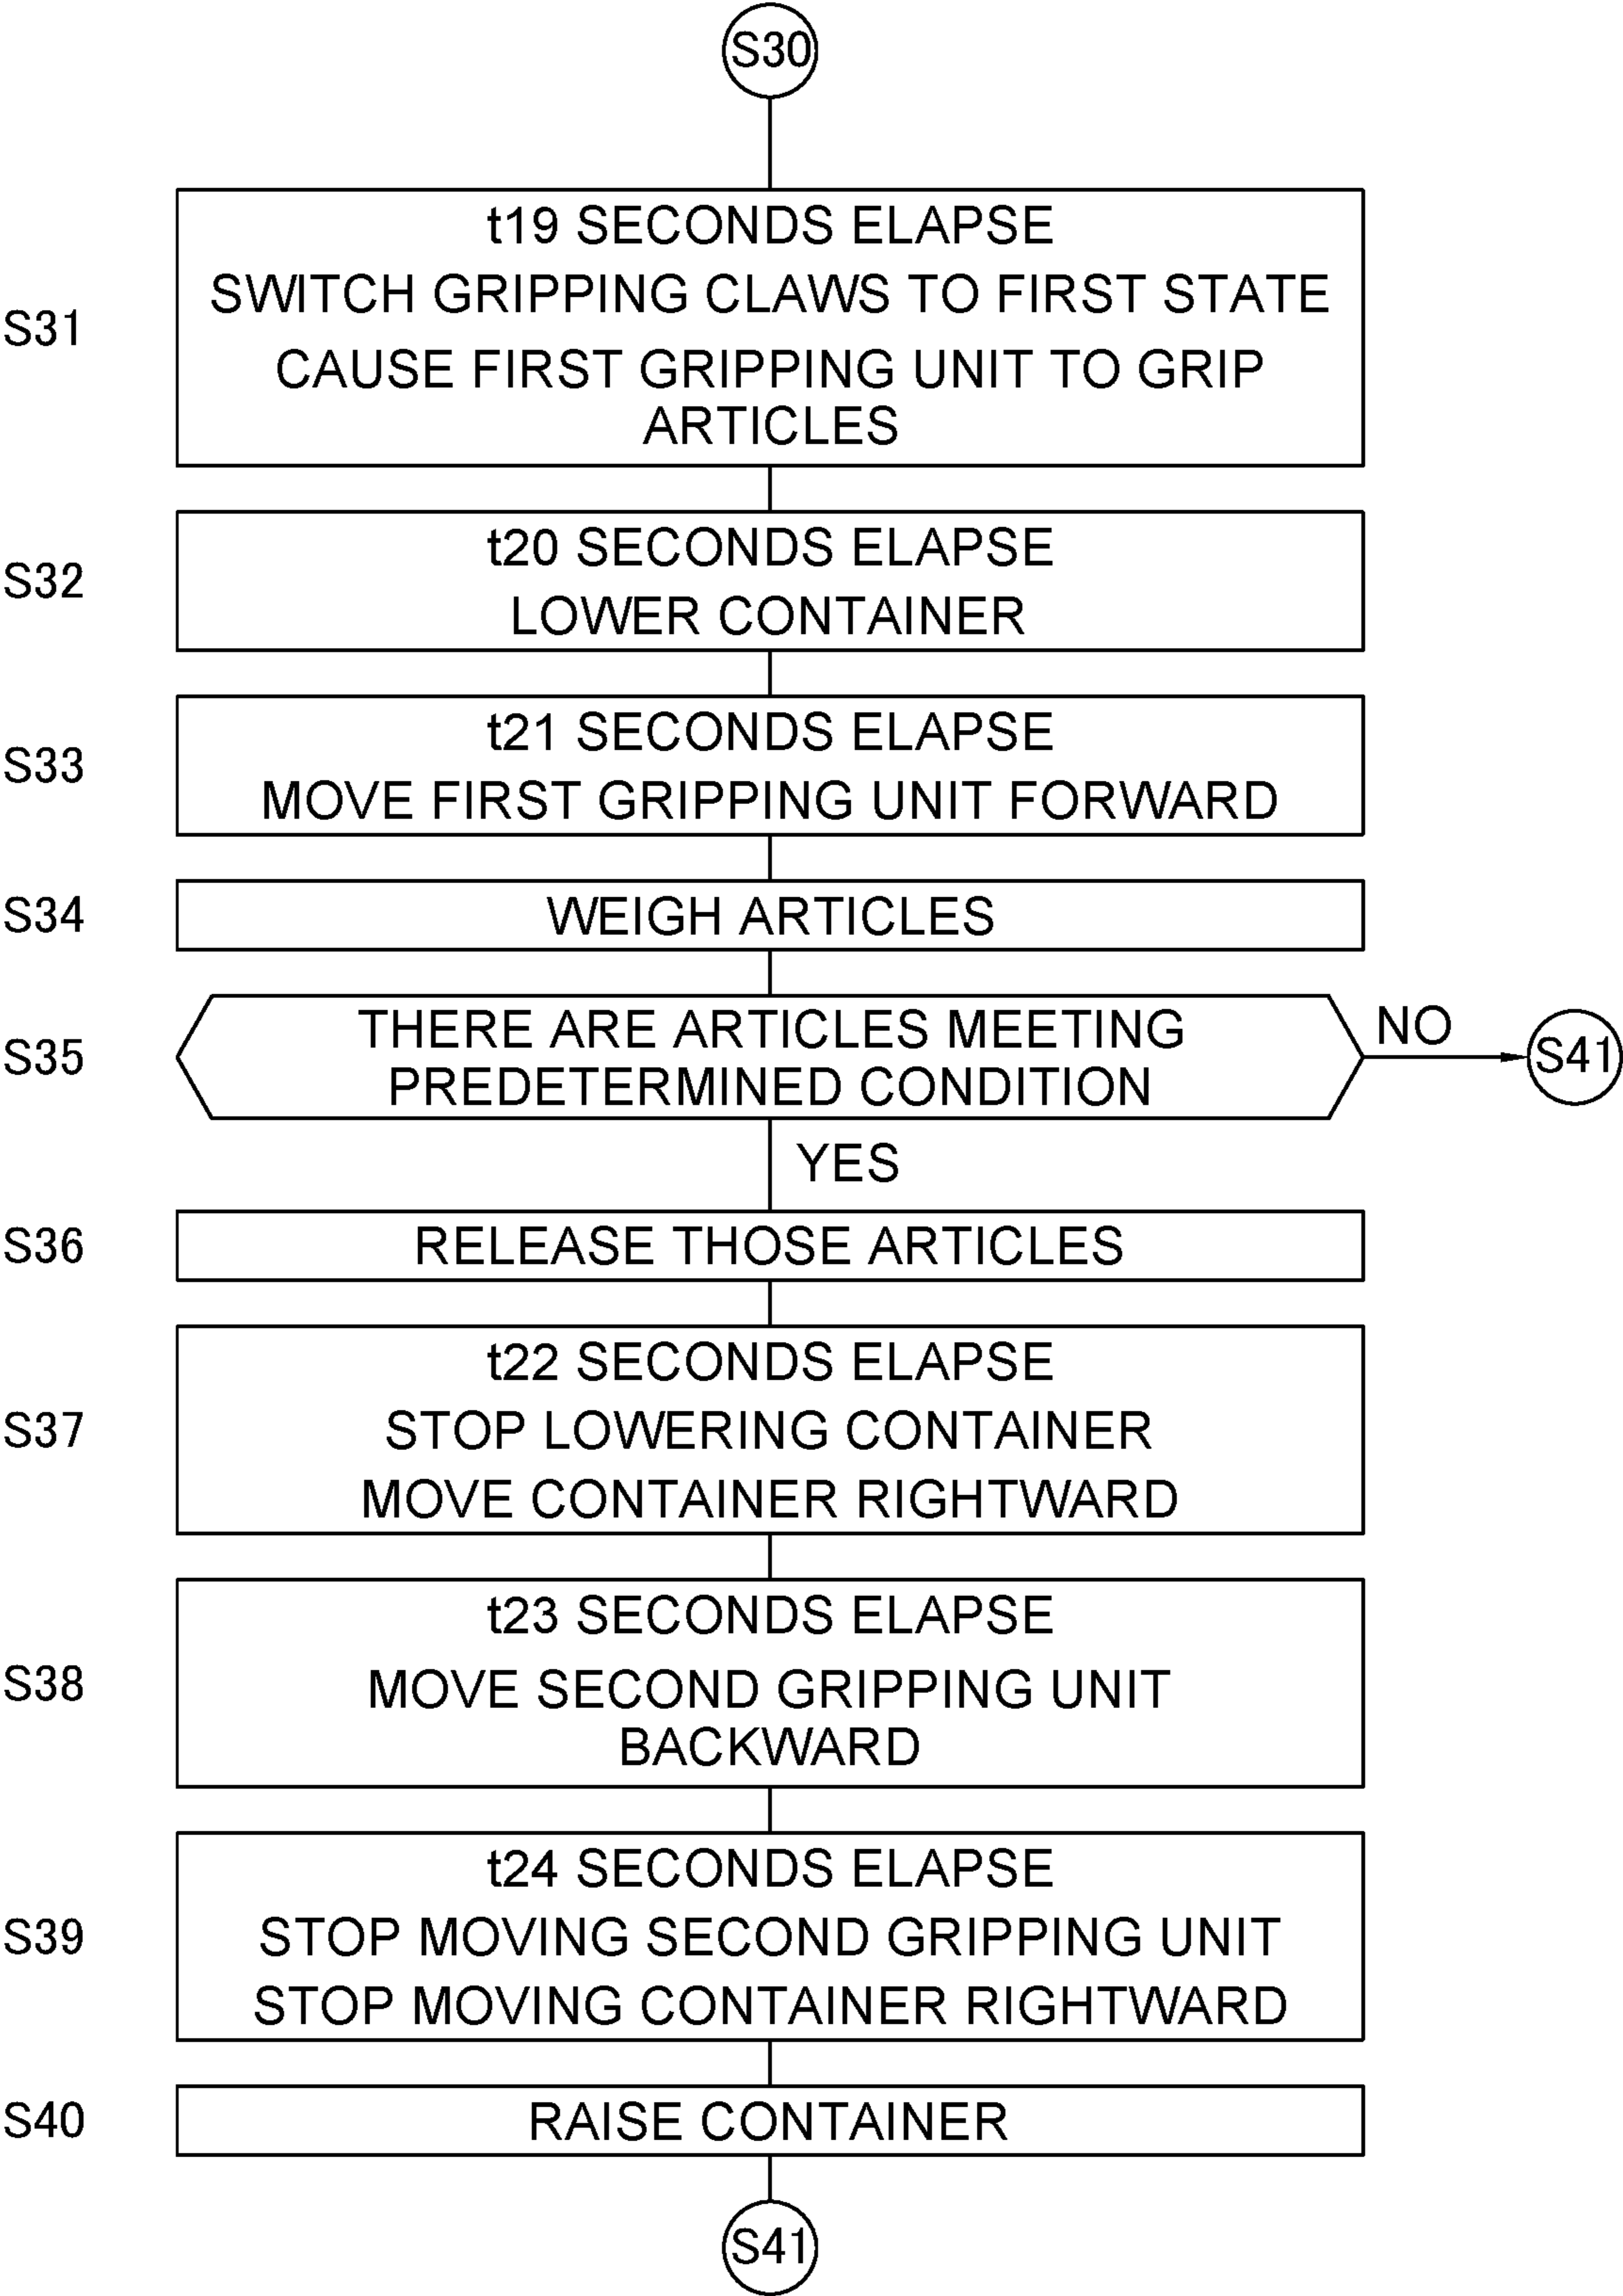 S30
S31
t19 SECONDS ELAPSE
SWITCH GRIPPING CLAWS TO FIRST STATE
CAUSE FIRST GRIPPING UNIT TO GRIP
ARTICLES
S32
t20 SECONDS ELAPSE
LOWER CONTAINER
S33
t21 SECONDS ELAPSE
MOVE FIRST GRIPPING UNIT FORWARD
S34
WEIGH ARTICLES
S35
THERE ARE ARTICLES MEETING
PREDETERMINED CONDITION
NO
S41
YES
S36
RELEASE THOSE ARTICLES
S37
t22 SECONDS ELAPSE
STOP LOWERING CONTAINER
MOVE CONTAINER RIGHTWARD
S38
t23 SECONDS ELAPSE
MOVE SECOND GRIPPING UNIT
BACKWARD
S39
t24 SECONDS ELAPSE
STOP MOVING SECOND GRIPPING UNIT
STOP MOVING CONTAINER RIGHTWARD
S40
RAISE CONTAINER
S41